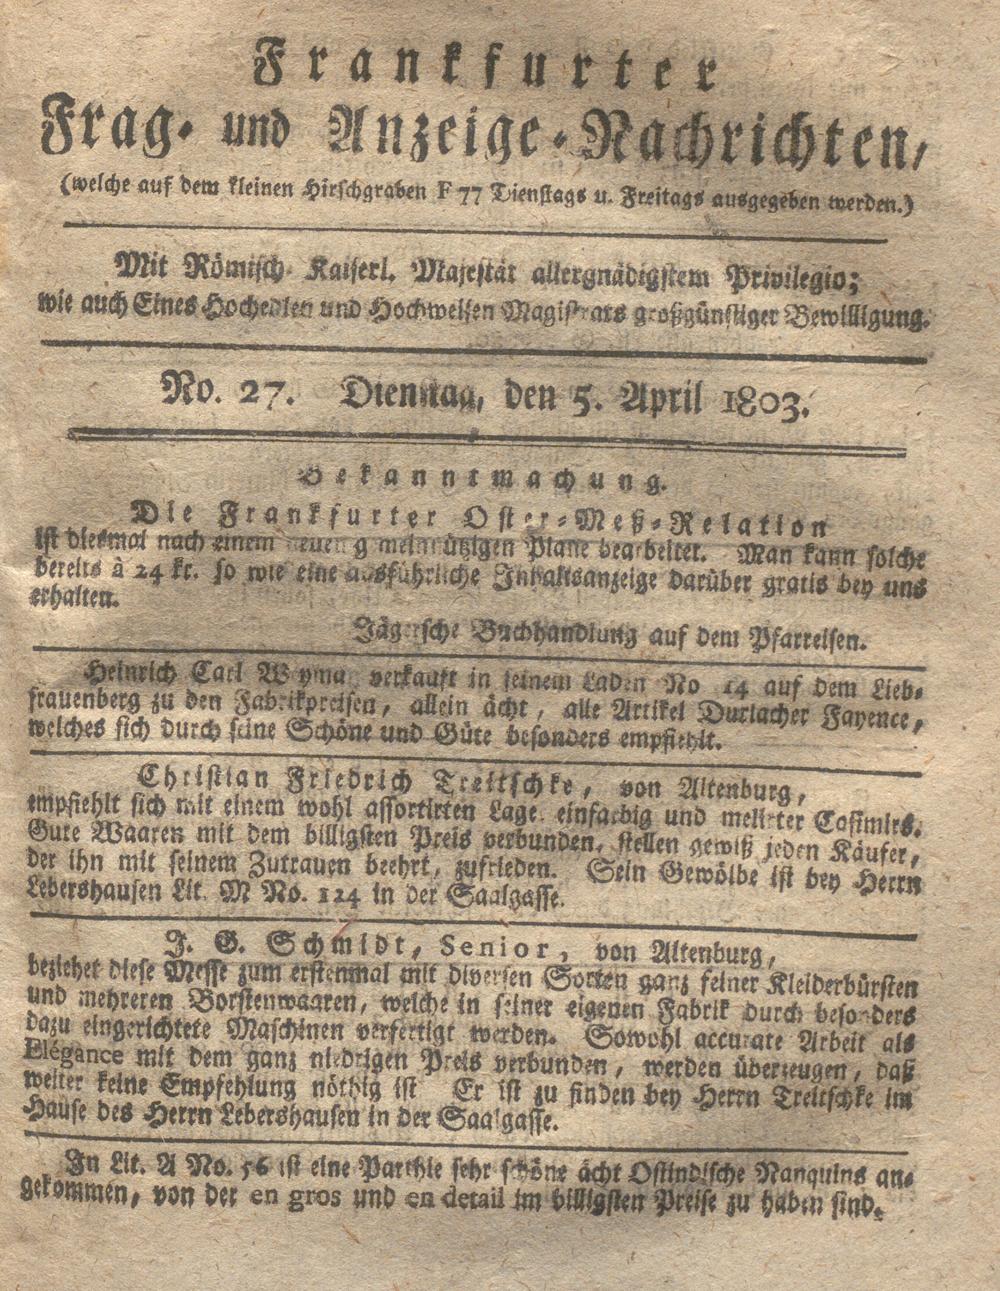 Frankfurter
Frag- und Anzeige-Nachrichten,
(welche auf dem kleinen Hirschgraben F 77 Dienstags u. Freitags ausgegeben werden.)
Mit Römisch Kaiserl. Majestät allergnädigstem Privilegio;
wie auch Eines Hochedlen und Hochweisen Magistrats großgünstiger Bewilligung.
No. 27. Dienstag, den 5. April 1803.
Bekanntmachung.
Die Frankfurter Oster-Meß-Relation
ist diesmal nach einem neuen gemeinnützigen Plane bearbeitet. Man kann solche
bereits à 24 kr. so wie eine ausführliche Inhaltsanzeige darüber gratis bey uns
erhalten.
Jägersche Buchhandlung auf dem Pfarreisen.
Heinrich Carl verkauft in seinem Laden No 14 auf dem Lieb-
frauenberg zu den Fabrikpreisen, allein ächt, alle Artikel Durlacher Fayence,
welches sich durch seine Schöne und Güte besonders empfiehlt.
Christian Friedrich Treitschke, von Altenburg,
empfiehlt sich mit einem wohl assortirten Lager einfarbig und melirter Casimirs.
Gute Waaren mit dem billigsten Preis verbunden, stellen gewiß jeden Käufer,
der ihn mit seinem Zutrauen beehrt, zufrieden. Sein Gewölbe ist bey Herrn
Lebershausen Lit. M No. 124 in der Saalgasse.
J. G. Schmidt, Senior, von Altenburg,
beziehet diese Messe zum erstenmal mit diversen Sorten ganz feiner Kleiderbürsten
und mehreren Borstenwaaren, welche in seiner eigenen Fabrik durch besonders
dazu eingerichtete Maschinen verfertigt werden. Sowohl accurate Arbeit als
Elégance mit dem ganz niedrigen Preis verbunden, werden überzeugen, daß
weiter keine Empfehlung nöthig ist Er ist zu finden bey Herrn Treitschke im
Hause des Herrn Lebershausen in der Saalgasse.
In Lit. A No. 56 ist eine Parthie sehr schöne ächt Ostindische Nanquins an-
gekommen, von der en gros und en detail im billigsten Preise zu haben sind.